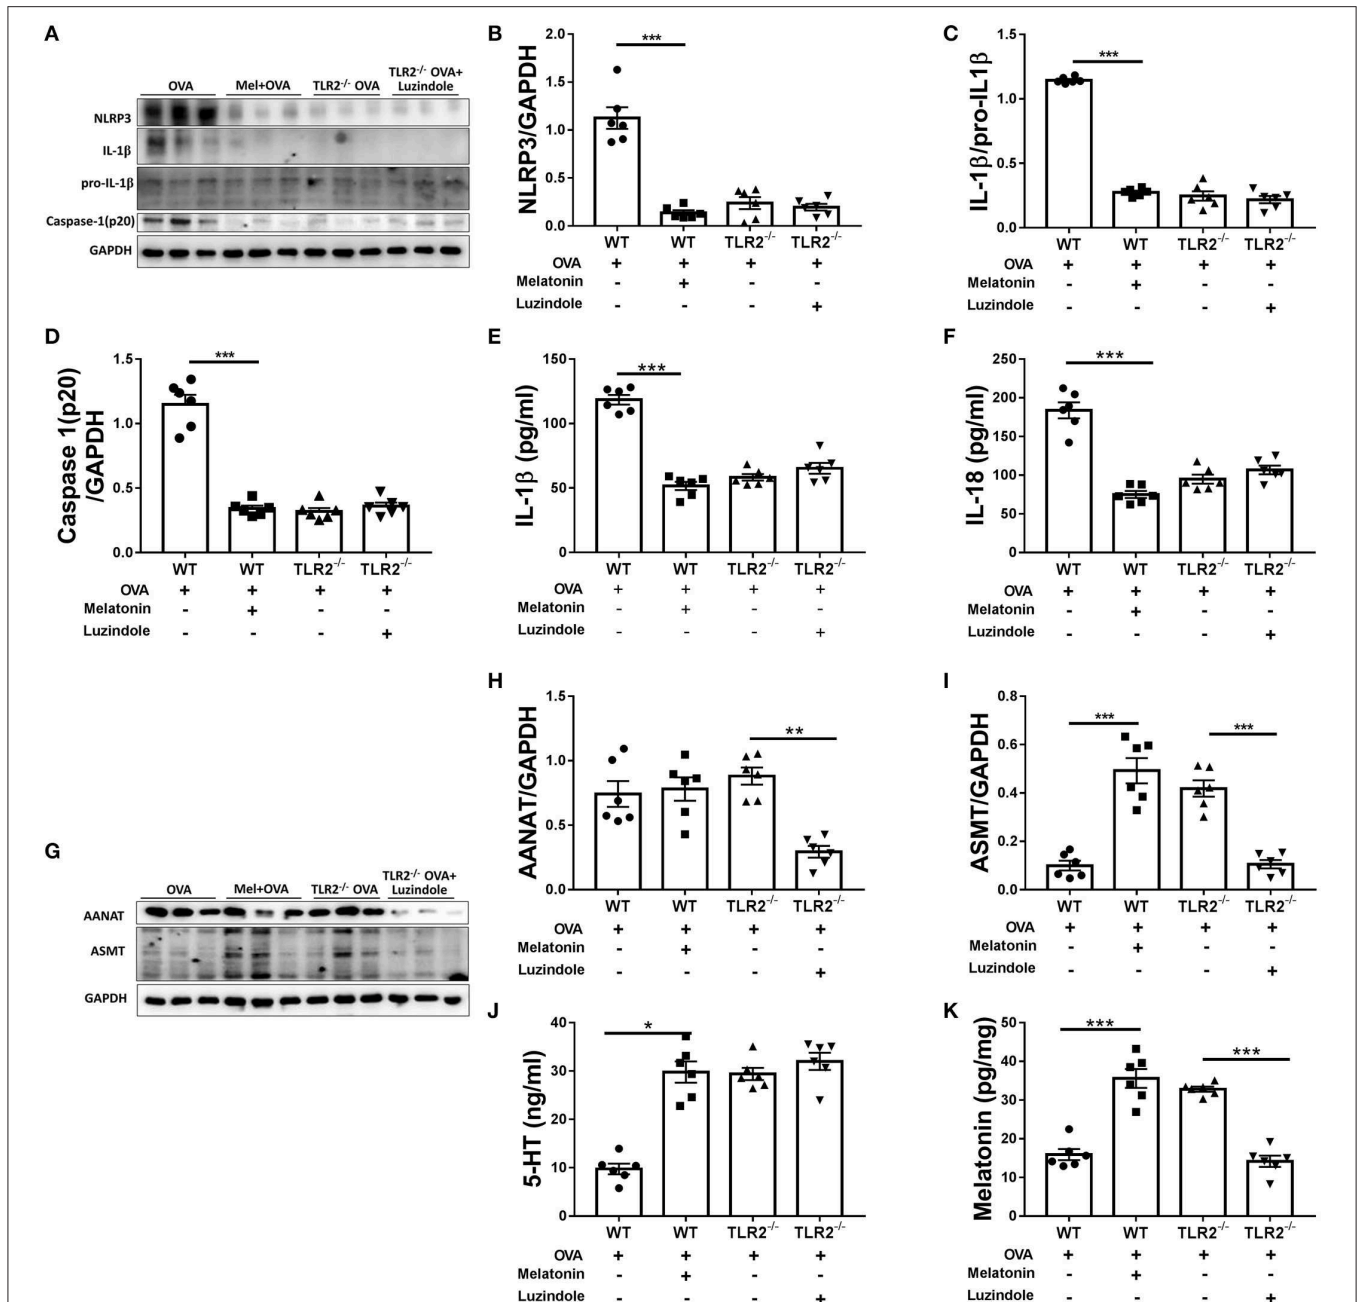 A
OVA
Mel+OVA
TLR2-/- OVA
TLR2-/- OVA+
Luzindole
NLRP3
IL-1β
pro-IL-1β
Caspase-1(p20)
GAPDH
B
NLRP3/GAPDH
2.0
1.5
1.0
0.5
0.0
***
WT WT TLR2-/- TLR2-/-
OVA + + + +
Melatonin - + - -
Luzindole - - - +
C
IL-1β/pro-IL1β
1.5
1.0
0.5
0.0
***
WT WT TLR2-/- TLR2-/-
OVA + + + +
Melatonin - + - -
Luzindole - - - +
D
Caspase 1(p20)
/GAPDH
1.5
1.0
0.5
0.0
***
WT WT TLR2-/- TLR2-/-
OVA + + + +
Melatonin - + - -
Luzindole - - - +
E
IL-1β (pg/ml)
150
100
50
0
***
WT WT TLR2-/- TLR2-/-
OVA + + + +
Melatonin - + - -
Luzindole - - - +
F
IL-18 (pg/ml)
250
200
150
100
50
0
***
WT WT TLR2-/- TLR2-/-
OVA + + + +
Melatonin - + - -
Luzindole - - - +
G
OVA
Mel+OVA
TLR2-/- OVA
TLR2-/- OVA+
Luzindole
AANAT
ASMT
GAPDH
H
AANAT/GAPDH
1.5
1.0
0.5
0.0
**
WT WT TLR2-/- TLR2-/-
OVA + + + +
Melatonin - + - -
Luzindole - - - +
I
ASMT/GAPDH
0.8
0.6
0.4
0.2
0.0
***
***
WT WT TLR2-/- TLR2-/-
OVA + + + +
Melatonin - + - -
Luzindole - - - +
J
5-HT (ng/ml)
40
30
20
10
0
*
WT WT TLR2-/- TLR2-/-
OVA + + + +
Melatonin - + - -
Luzindole - - - +
K
Melatonin (pg/mg)
50
40
30
20
10
0
***
***
WT WT TLR2-/- TLR2-/-
OVA + + + +
Melatonin - + - -
Luzindole - - - +